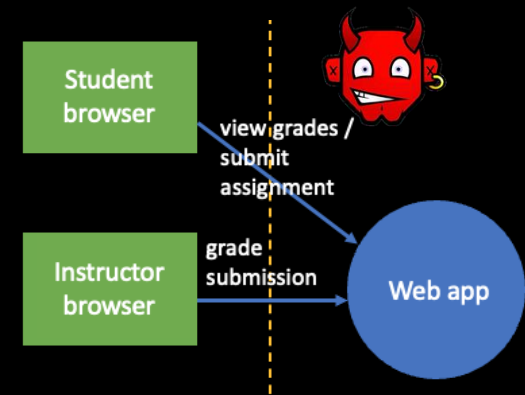 Student
browser
view grades /
submit
assignment
Instructor
browser
grade
submission
Web app